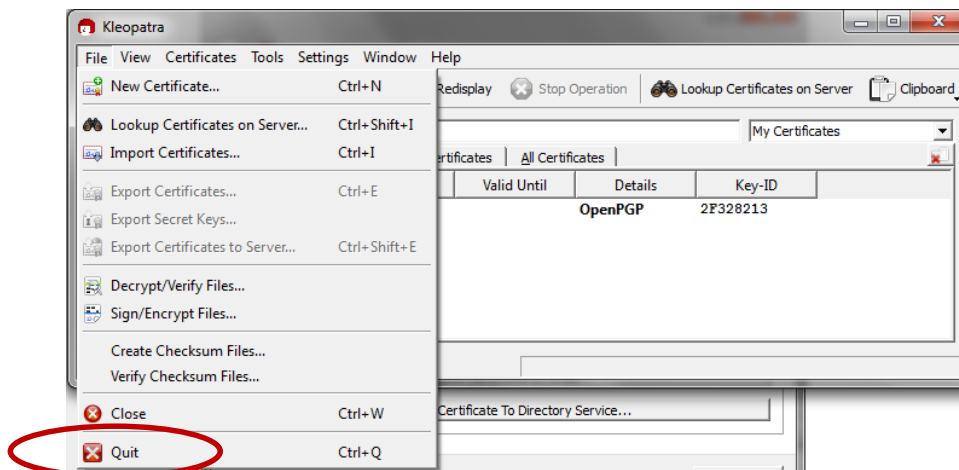 Kleopatra
File View Certificates Tools Settings Window Help
New Certificate... Ctrl+N
Redisplay Stop Operation Lookup Certificates on Server Clipboard
Lookup Certificates on Server... Ctrl+Shift+I
My Certificates
Import Certificates... Ctrl+I
ertificates All Certificates
Export Certificates... Ctrl+E
Valid Until Details Key-ID
Export Secret Keys...
OpenPGP 2F328213
Export Certificates to Server... Ctrl+Shift+E
Decrypt/Verify Files...
Sign/Encrypt Files...
Create Checksum Files...
Verify Checksum Files...
Close Ctrl+W
Certificate To Directory Service...
Quit Ctrl+Q